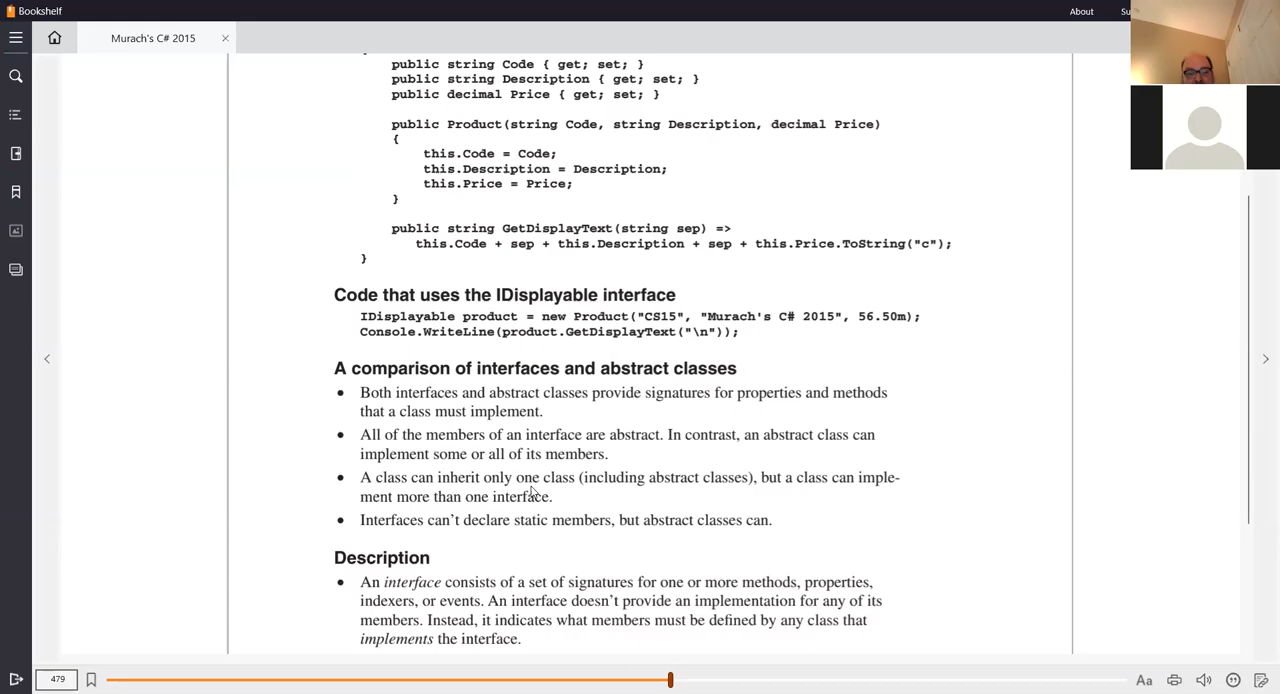 Bookshelf
About
Su
Murach's C# 2015
public string Code { get; set; }
public string Description { get; set; }
public decimal Price { get; set; }
public Product(string Code, string Description, decimal Price)
{
this.Code = Code;
this.Description = Description;
this.Price = Price;
}
public string GetDisplayText(string sep) =>
this.Code + sep + this.Description + sep + this.Price.ToString("c");
}
Code that uses the IDisplayable interface
IDisplayable product = new Product("CS15", "Murach's C# 2015", 56.50m);
Console.WriteLine(product.GetDisplayText("\n"));
A comparison of interfaces and abstract classes
• Both interfaces and abstract classes provide signatures for properties and methods
that a class must implement.
• All of the members of an interface are abstract. In contrast, an abstract class can
implement some or all of its members.
• A class can inherit only one class (including abstract classes), but a class can imple-
ment more than one interface.
• Interfaces can't declare static members, but abstract classes can.
Description
• An interface consists of a set of signatures for one or more methods, properties,
indexers, or events. An interface doesn't provide an implementation for any of its
members. Instead, it indicates what members must be defined by any class that
implements the interface.
479
Aa